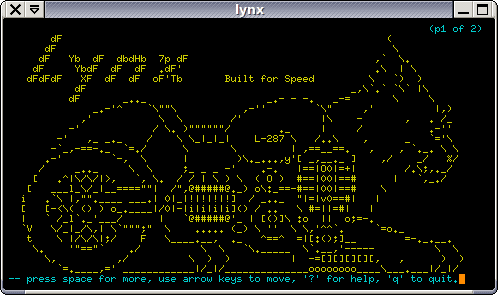 lynx
(p1 of 2)
Lynx
Built for Speed
L-287
-- press space for more, use arrow keys to move, '?' for help, 'q' to quit.